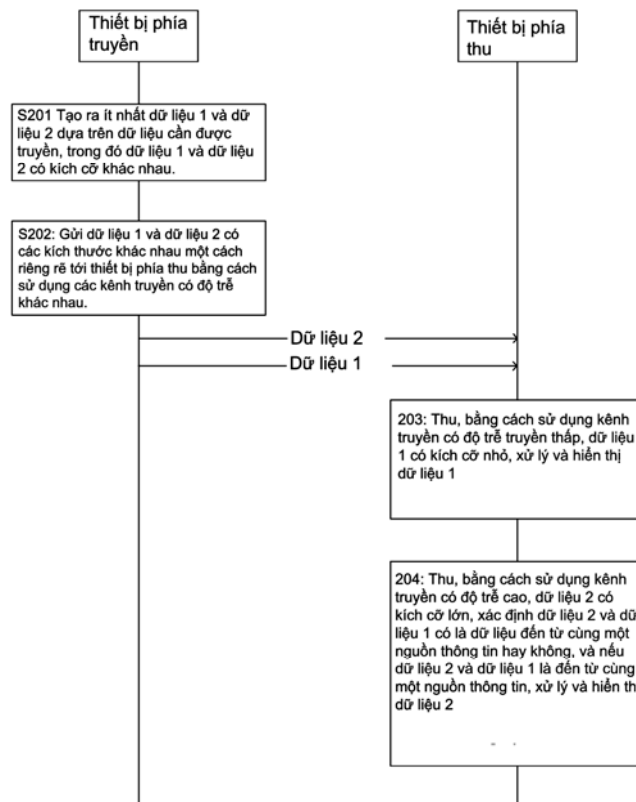 Thiết bị phía
truyền
Thiết bị phía
thu
S201 Tạo ra ít nhất dữ liệu 1 và dữ
liệu 2 dựa trên dữ liệu cần được
truyền, trong đó dữ liệu 1 và dữ liệu
2 có kích cỡ khác nhau.
S202: Gửi dữ liệu 1 và dữ liệu 2 có
các kích thước khác nhau một cách
riêng rẽ tới thiết bị phía thu bằng cách
sử dụng các kênh truyền có độ trễ
khác nhau.
Dữ liệu 2
Dữ liệu 1
203: Thu, bằng cách sử dụng kênh
truyền có độ trễ truyền thấp, dữ liệu
1 có kích cỡ nhỏ, xử lý và hiển thị
dữ liệu 1
204: Thu, bằng cách sử dụng kênh
truyền có độ trễ cao, dữ liệu 2 có
kích cỡ lớn, xác định dữ liệu 2 và dữ
liệu 1 có là dữ liệu đến từ cùng một
nguồn thông tin hay không, và nếu
dữ liệu 2 và dữ liệu 1 là đến từ cùng
một nguồn thông tin, xử lý và hiển th
dữ liệu 2